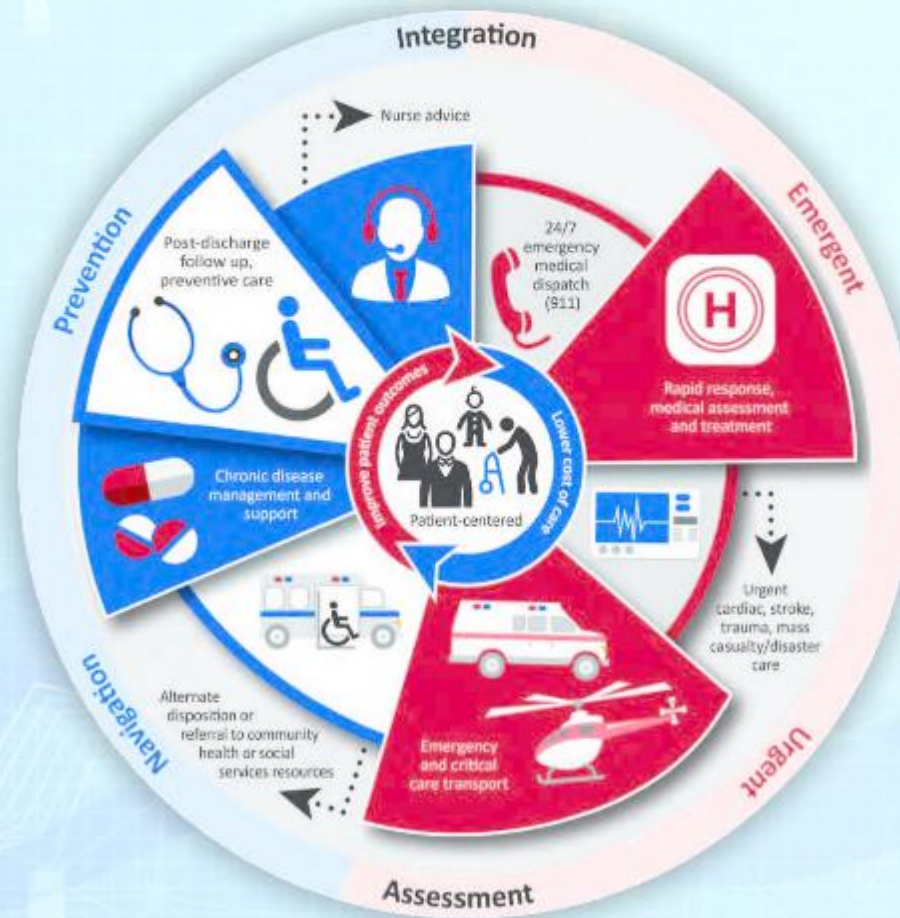 Integration
Nurse advice
Emergent
Prevention
Post-discharge
follow up,
preventive care
24/7
emergency
medical
dispatch
(911)
H
Rapid response,
medical assessment
and treatment
Improve patient outcomes
Lower cost of care
Patient-centered
Chronic disease
management and
support
Urgent
cardiac, stroke,
trauma, mass
casualty/disaster
care
Alternate
disposition or
referral to community
health or social
services resources
Navigation
Emergency
and critical
care transport
Urgent
Assessment